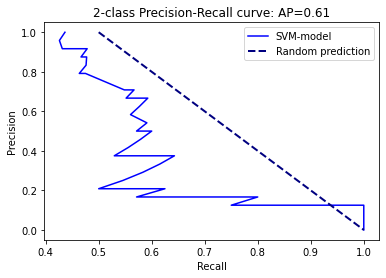 2-class Precision-Recall curve: AP=0.61
SVM-model
Random prediction
Precision
1.0
0.8
0.6
0.4
0.2
0.0
0.4 0.5 0.6 0.7 0.8 0.9 1.0
Recall